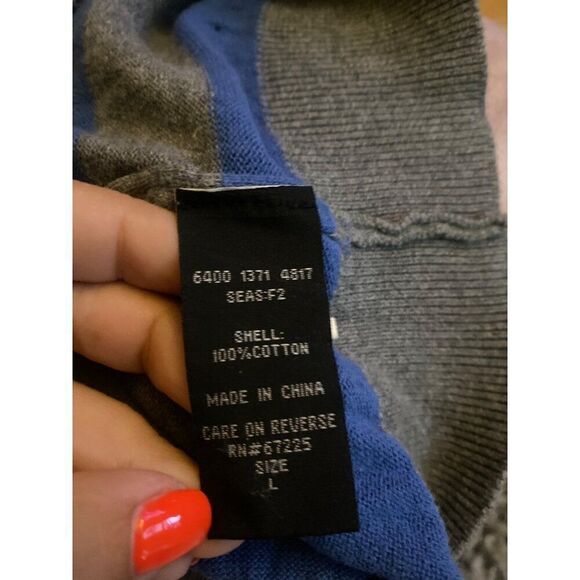 6400 1371 4817
SEAS:F2
SHELL:
100%COTTON
MADE IN CHINA
CARE ON REVERSE
RN#67225
SIZE
L